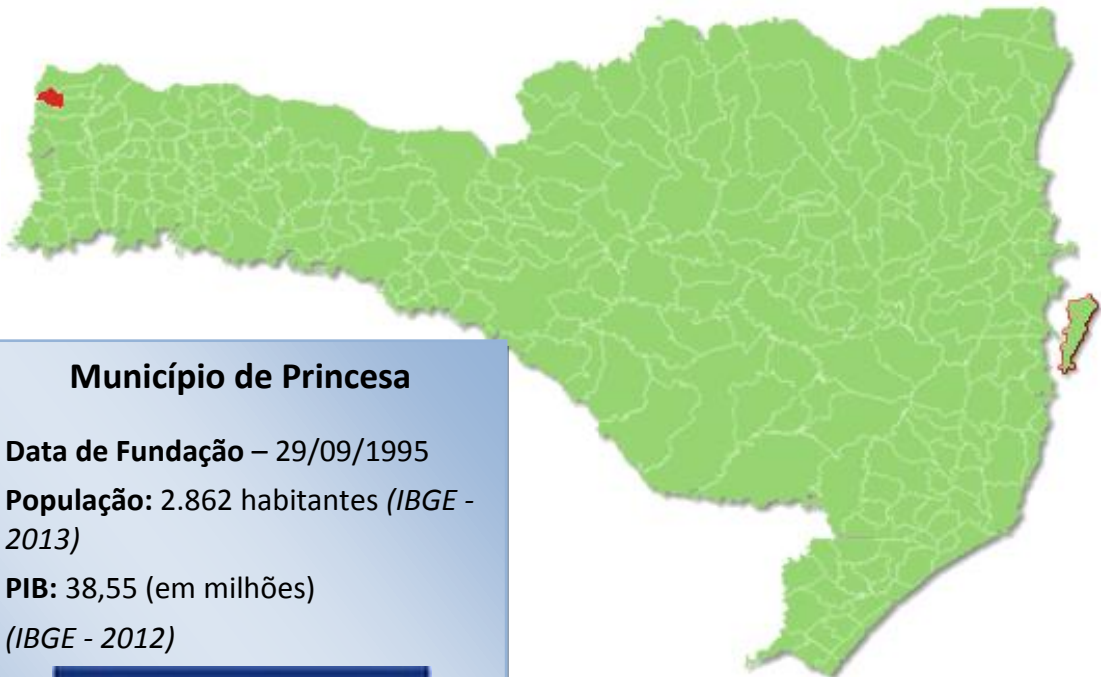 Município de Princesa
Data de Fundação – 29/09/1995
População: 2.862 habitantes (IBGE -
2013)
PIB: 38,55 (em milhões)
(IBGE - 2012)